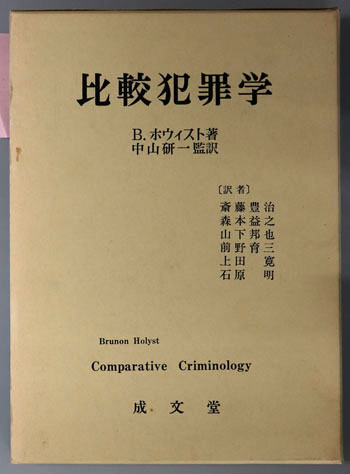 比較犯罪学
B. ホウィスト著
中山研一監訳
〔訳者〕
斎藤豊治
森本益之
山下邦也
前野育三
上田寛
石原明
Brunon Holyst
Comparative Criminology
成文堂